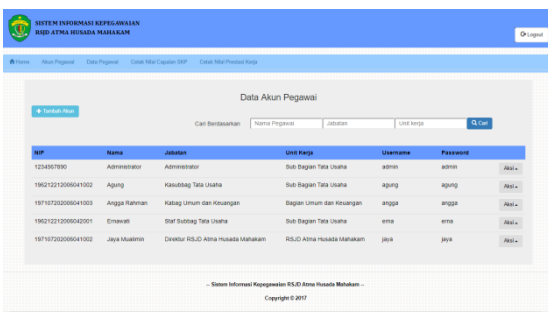 SISTEM INFORMASI KEPEGAWAIAN
RSJD ATMA HUSADA MAHAKAM
Logout
Home Akun Pegawai Data Pegawai Cetak Nilai Capaian SKP Cetak Nilai Prestasi Kerja
Data Akun Pegawai
Tambah Akun
Cari Berdasarkan Nama Pegawai Jabatan Unit kerja Cari
NIP Nama Jabatan Unit Kerja Username Password
1234567890 Administrator Administrator Sub Bagian Tata Usaha admin admin Aksi
196212212006041002 Agung Kasubbag Tata Usaha Sub Bagian Tata Usaha agung agung Aksi
197107202006041003 Angga Rahman Kabag Umum dan Keuangan Bagian Umum dan Keuangan angga angga Aksi
196212212006042001 Ernawati Staf Subbag Tata Usaha Sub Bagian Tata Usaha erna erna Aksi
197107202006041002 Jaya Mualimin Direktur RSJD Atma Husada Mahakam RSJD Atma Husada Mahakam jaya jaya Aksi
-- Sistem Informasi Kepegawaian RSJD Atma Husada Mahakam --
Copyright © 2017